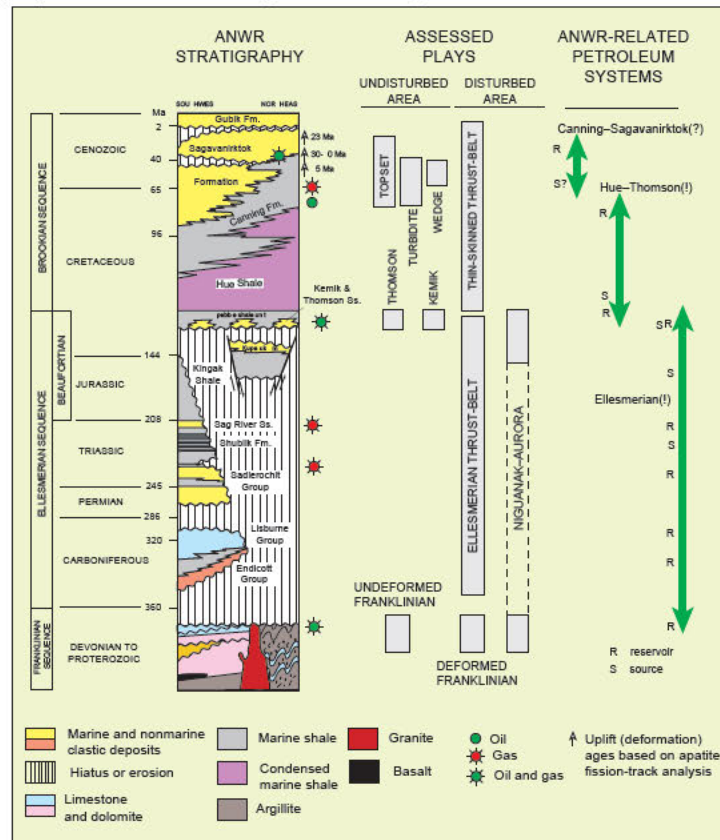 ANWR
STRATIGRAPHY
ASSESSED
PLAYS
ANWR-RELATED
PETROLEUM
SYSTEMS
UNDISTURBED
AREA
DISTURBED
AREA
Ma
2
40
65
96
144
208
245
286
320
360
BROOKIAN SEQUENCE
ELLESMERIAN SEQUENCE
BEAUFORTIAN
FRANKLINIAN
SEQUENCE
CENOZOIC
CRETACEOUS
JURASSIC
TRIASSIC
PERMIAN
CARBONIFEROUS
DEVONIAN TO
PROTEROZOIC
Gubik Fm.
Sagavanirktok
Formation
Canning Fm.
Hue Shale
Kemik &
Thomson Ss.
Kingak
Shale
Sag River Ss.
Shublik Fm.
Sadlerochit
Group
Lisburne
Group
Endicott
Group
23 Ma
30- 0 Ma
5 Ma
TOPSET
TURBIDITE
WEDGE
THOMSON
KEMIK
THIN-SKINNED THRUST-BELT
ELLESMERIAN THRUST-BELT
NIGUANAK–AURORA
UNDEFORMED
FRANKLINIAN
DEFORMED
FRANKLINIAN
Canning–Sagavanirktok(?)
R
S?
Hue–Thomson(!)
R
S
R
S R
S
Ellesmerian(!)
R
S
R
R
R
R
R reservoir
S source
Marine and nonmarine
clastic deposits
Hiatus or erosion
Limestone
and dolomite
Marine shale
Condensed
marine shale
Argillite
Granite
Basalt
Oil
Gas
Oil and gas
Uplift (deformation)
ages based on apatite
fission-track analysis